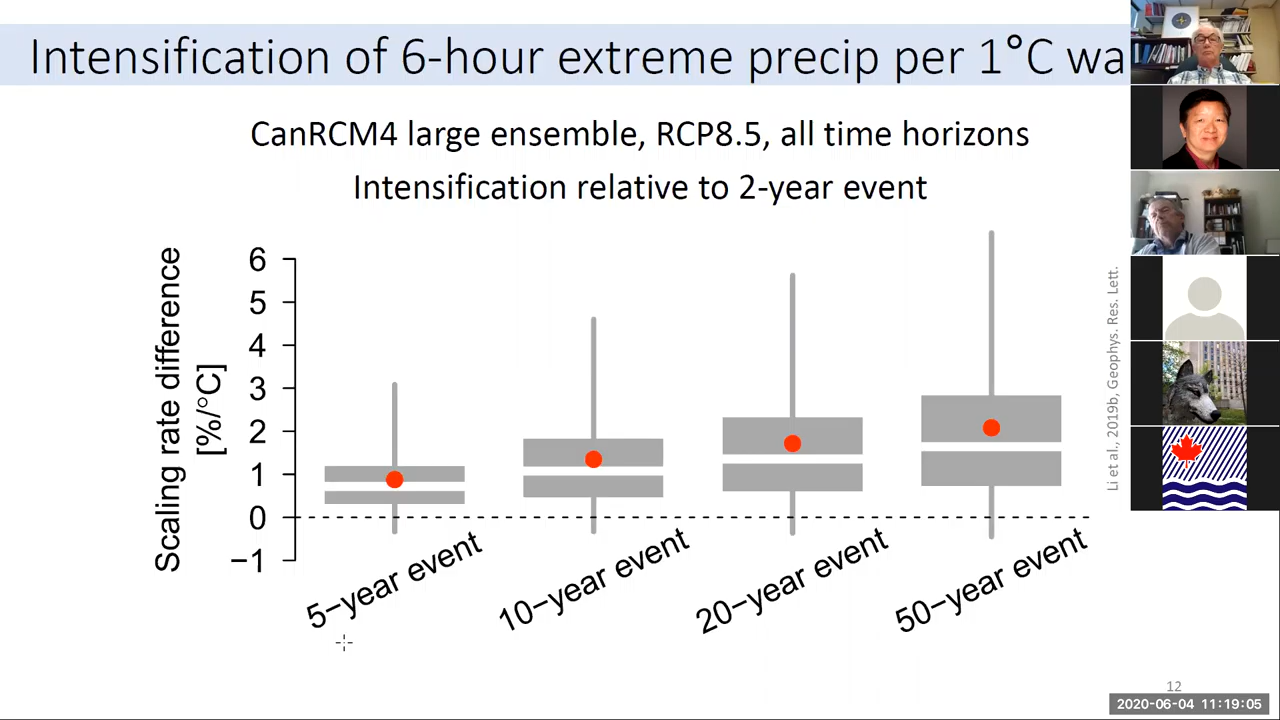 Intensification of 6-hour extreme precip per 1°C wa
CanRCM4 large ensemble, RCP8.5, all time horizons
Intensification relative to 2-year event
Scaling rate difference
[%/°C]
6
5
4
3
2
1
0
−1
5−year event
10−year event
20−year event
50−year event
Li et al., 2019b, Geophys. Res. Lett.
12
2020-06-04 11:19:05